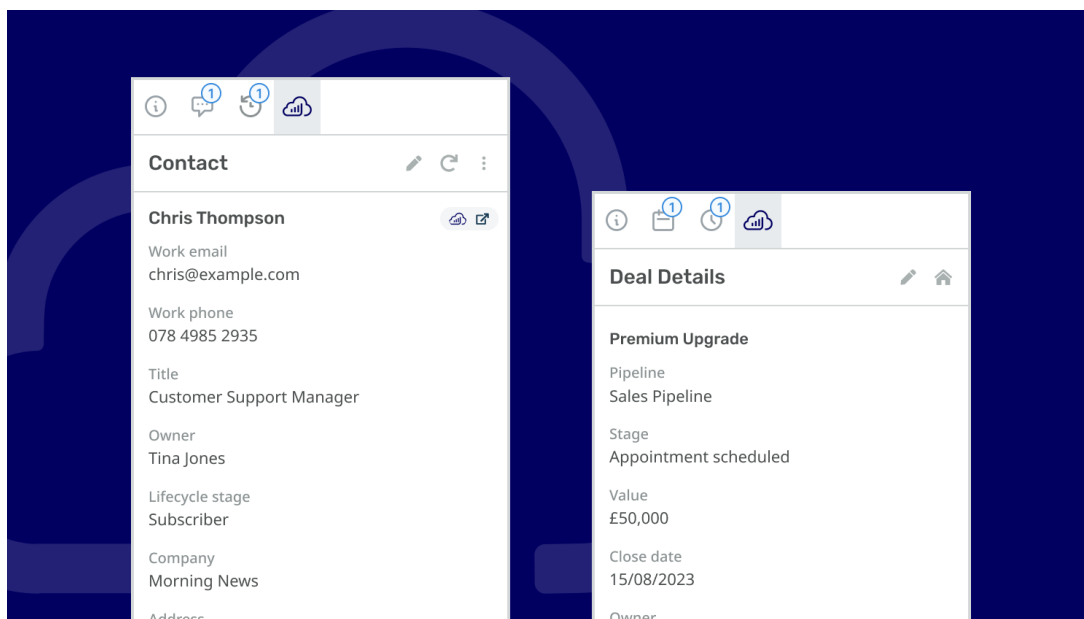 1 1
Contact
Chris Thompson
Work email
chris@example.com
Work phone
078 4985 2935
Title
Customer Support Manager
Owner
Tina Jones
Lifecycle stage
Subscriber
Company
Morning News
Address
1 1
Deal Details
Premium Upgrade
Pipeline
Sales Pipeline
Stage
Appointment scheduled
Value
£50,000
Close date
15/08/2023
Owner